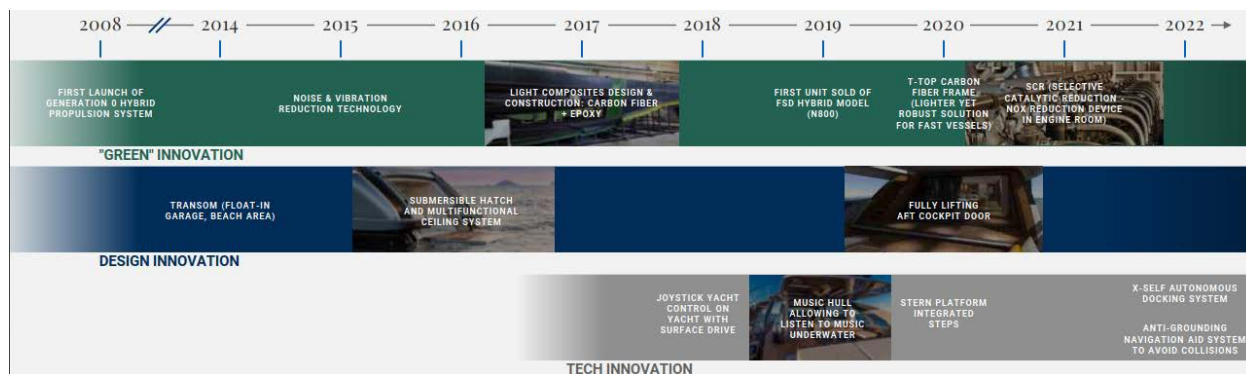 2008 2014 2015 2016 2017 2018 2019 2020 2021 2022
FIRST LAUNCH OF
GENERATION 0 HYBRID
PROPULSION SYSTEM
NOISE & VIBRATION
REDUCTION TECHNOLOGY
LIGHT COMPOSITES DESIGN &
CONSTRUCTION: CARBON FIBER
+ EPOXY
FIRST UNIT SOLD OF
FSD HYBRID MODEL
(N800)
T-TOP CARBON
FIBER FRAME
(LIGHTER YET
ROBUST SOLUTION
FOR FAST VESSELS)
SCR (SELECTIVE
CATALYTIC REDUCTION -
NOX REDUCTION DEVICE
IN ENGINE ROOM)
"GREEN" INNOVATION
TRANSOM (FLOAT-IN
GARAGE, BEACH AREA)
SUBMERSIBLE HATCH
AND MULTIFUNCTIONAL
CEILING SYSTEM
FULLY LIFTING
AFT COCKPIT DOOR
DESIGN INNOVATION
JOYSTICK YACHT
CONTROL ON
YACHT WITH
SURFACE DRIVE
MUSIC HULL
ALLOWING TO
LISTEN TO MUSIC
UNDERWATER
STERN PLATFORM
INTEGRATED
STEPS
X-SELF AUTONOMOUS
DOCKING SYSTEM
ANTI-GROUNDING
NAVIGATION AID SYSTEM
TO AVOID COLLISIONS
TECH INNOVATION